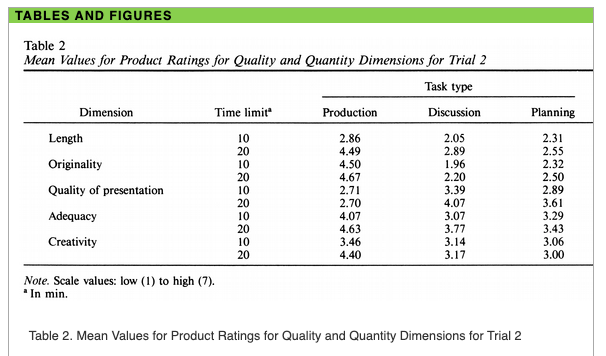 TABLES AND FIGURES
Table 2
Mean Values for Product Ratings for Quality and Quantity Dimensions for Trial 2
Task type
Dimension Time limitᵃ Production Discussion Planning
Length 10 2.86 2.05 2.31
20 4.49 2.89 2.55
Originality 10 4.50 1.96 2.32
20 4.67 2.20 2.50
Quality of presentation 10 2.71 3.39 2.89
20 2.70 4.07 3.61
Adequacy 10 4.07 3.07 3.29
20 4.63 3.77 3.43
Creativity 10 3.46 3.14 3.06
20 4.40 3.17 3.00
Note. Scale values: low (1) to high (7).
ᵃ In min.
Table 2. Mean Values for Product Ratings for Quality and Quantity Dimensions for Trial 2